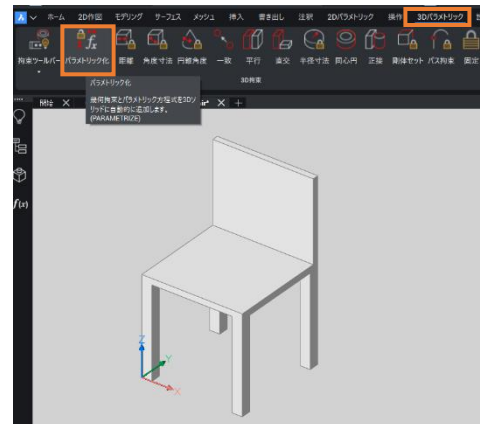 ホーム 2D作図 モデリング サーフェス メッシュ 挿入 書き出し 注釈 2Dパラメトリック 操作 3Dパラメトリック
拘束ツールバー パラメトリック化 距離 角度寸法 円錐角度 一致 平行 直交 半径寸法 同心円 正接 剛体セット パス拘束 固定
3D拘束
パラメトリック化
開始
幾何拘束とパラメトリック方程式を3Dソ
リッドに自動的に追加します。
(PARAMETRIZE)
f(x)
Z
Y
X